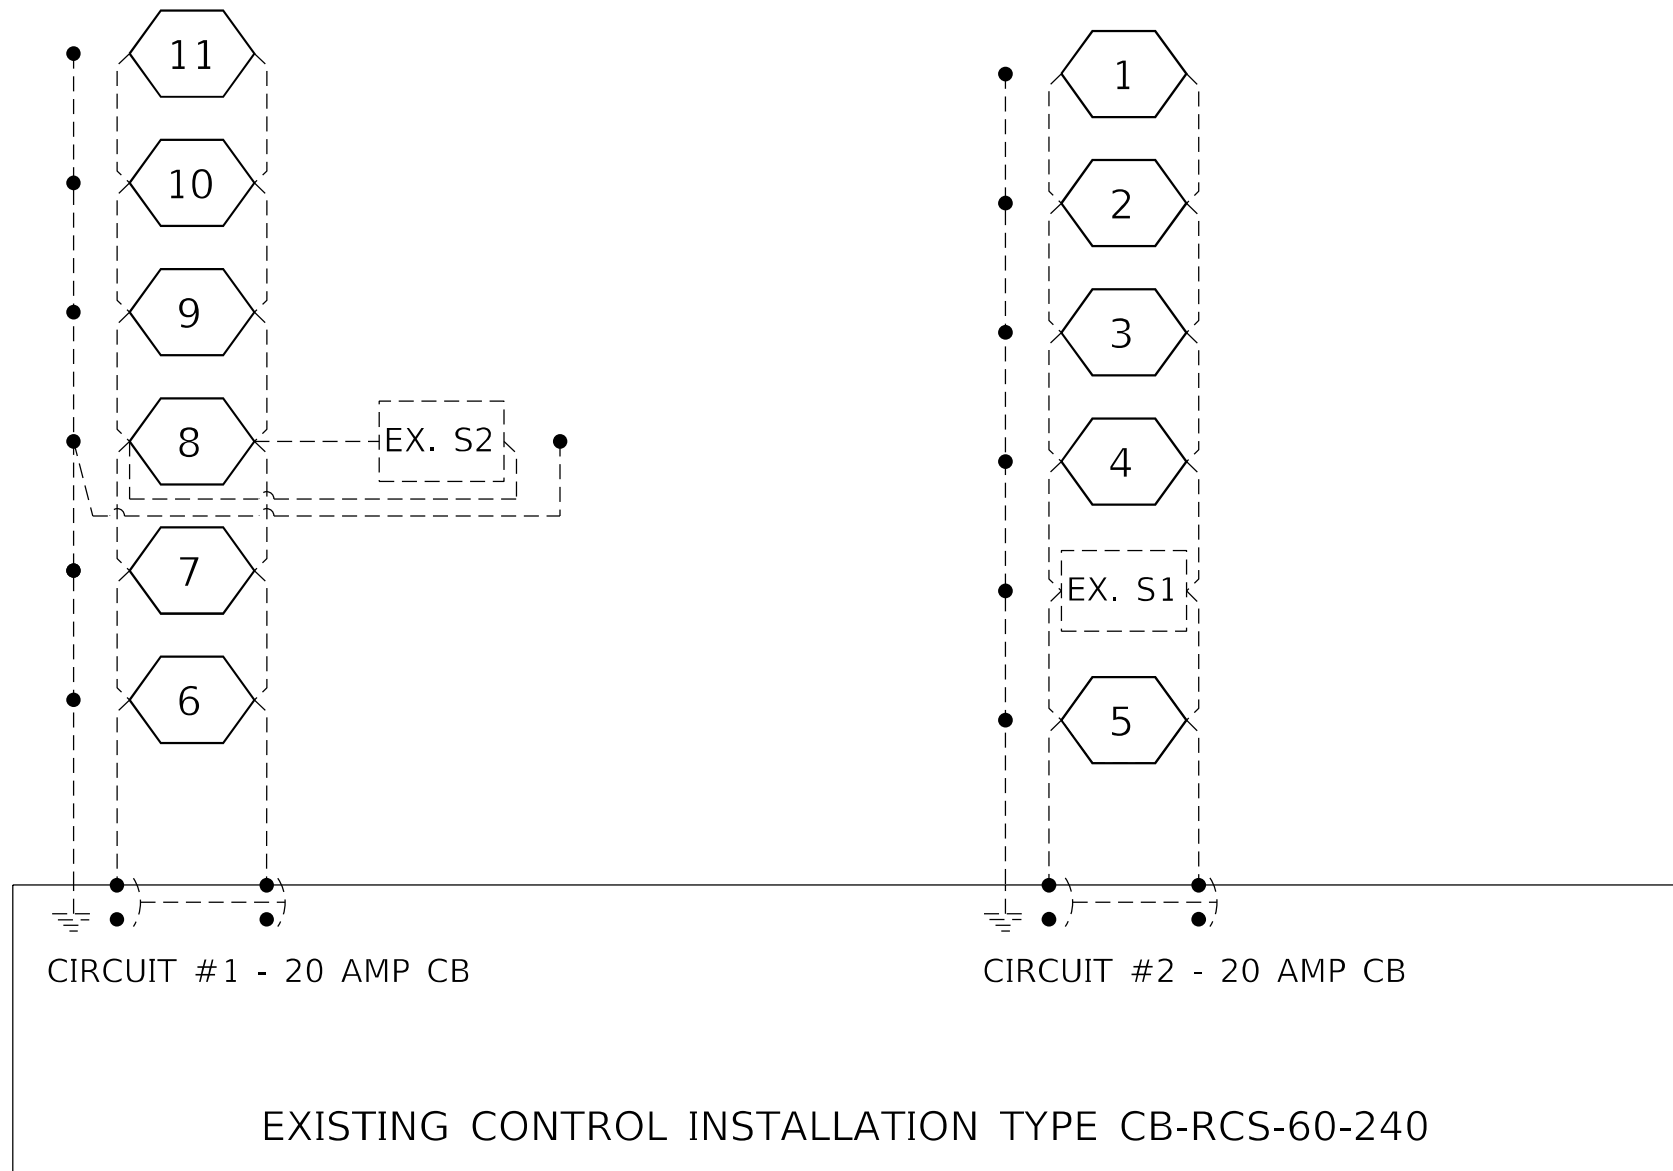 11
10
9
8
EX. S2
7
6
1
2
3
4
EX. S1
5
CIRCUIT #1 - 20 AMP CB
CIRCUIT #2 - 20 AMP CB
EXISTING CONTROL INSTALLATION TYPE CB-RCS-60-240